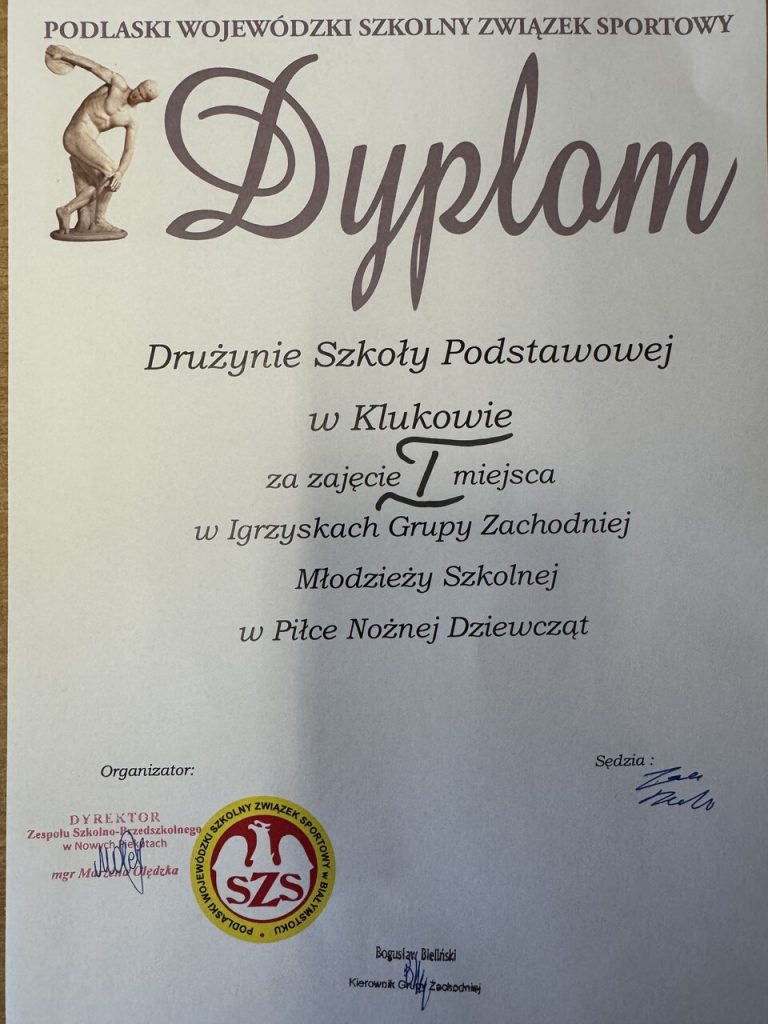 PODLASKI WOJEWÓDZKI SZKOLNY ZWIĄZEK SPORTOWY
Dyplom
Drużynie Szkoły Podstawowej
w Klukowie
za zajęcie I miejsca
w Igrzyskach Grupy Zachodniej
Młodzieży Szkolnej
w Piłce Nożnej Dziewcząt
Organizator:
Sędzia :
DYREKTOR
Zespołu Szkolno-Przedszkolnego
w Nowych Piekutach
mgr Marzena Olędzka
PODLASKI WOJEWÓDZKI SZKOLNY ZWIĄZEK SPORTOWY W BIAŁYMSTOKU
SZS
Bogusław Bieliński
Kierownik Grupy Zachodniej